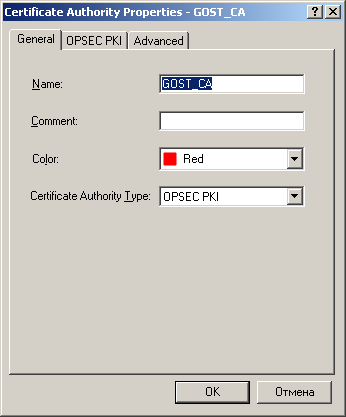 Certificate Authority Properties - GOST_CA
General OPSEC PKI Advanced
Name: GOST_CA
Comment:
Color: Red
Certificate Authority Type: OPSEC PKI
OK Отмена